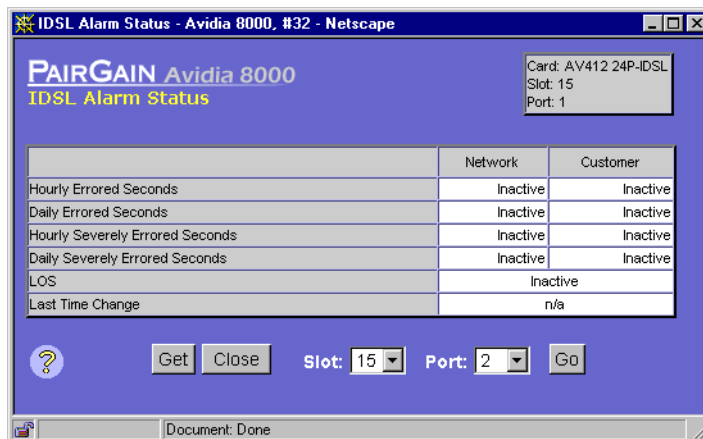 IDSL Alarm Status - Avidia 8000, #32 - Netscape
PAIRGAIN Avidia 8000
IDSL Alarm Status
Card: AV412 24P-IDSL
Slot: 15
Port: 1
Network Customer
Hourly Errored Seconds Inactive Inactive
Daily Errored Seconds Inactive Inactive
Hourly Severely Errored Seconds Inactive Inactive
Daily Severely Errored Seconds Inactive Inactive
LOS Inactive
Last Time Change n/a
? Get Close Slot: 15 Port: 2 Go
Document: Done